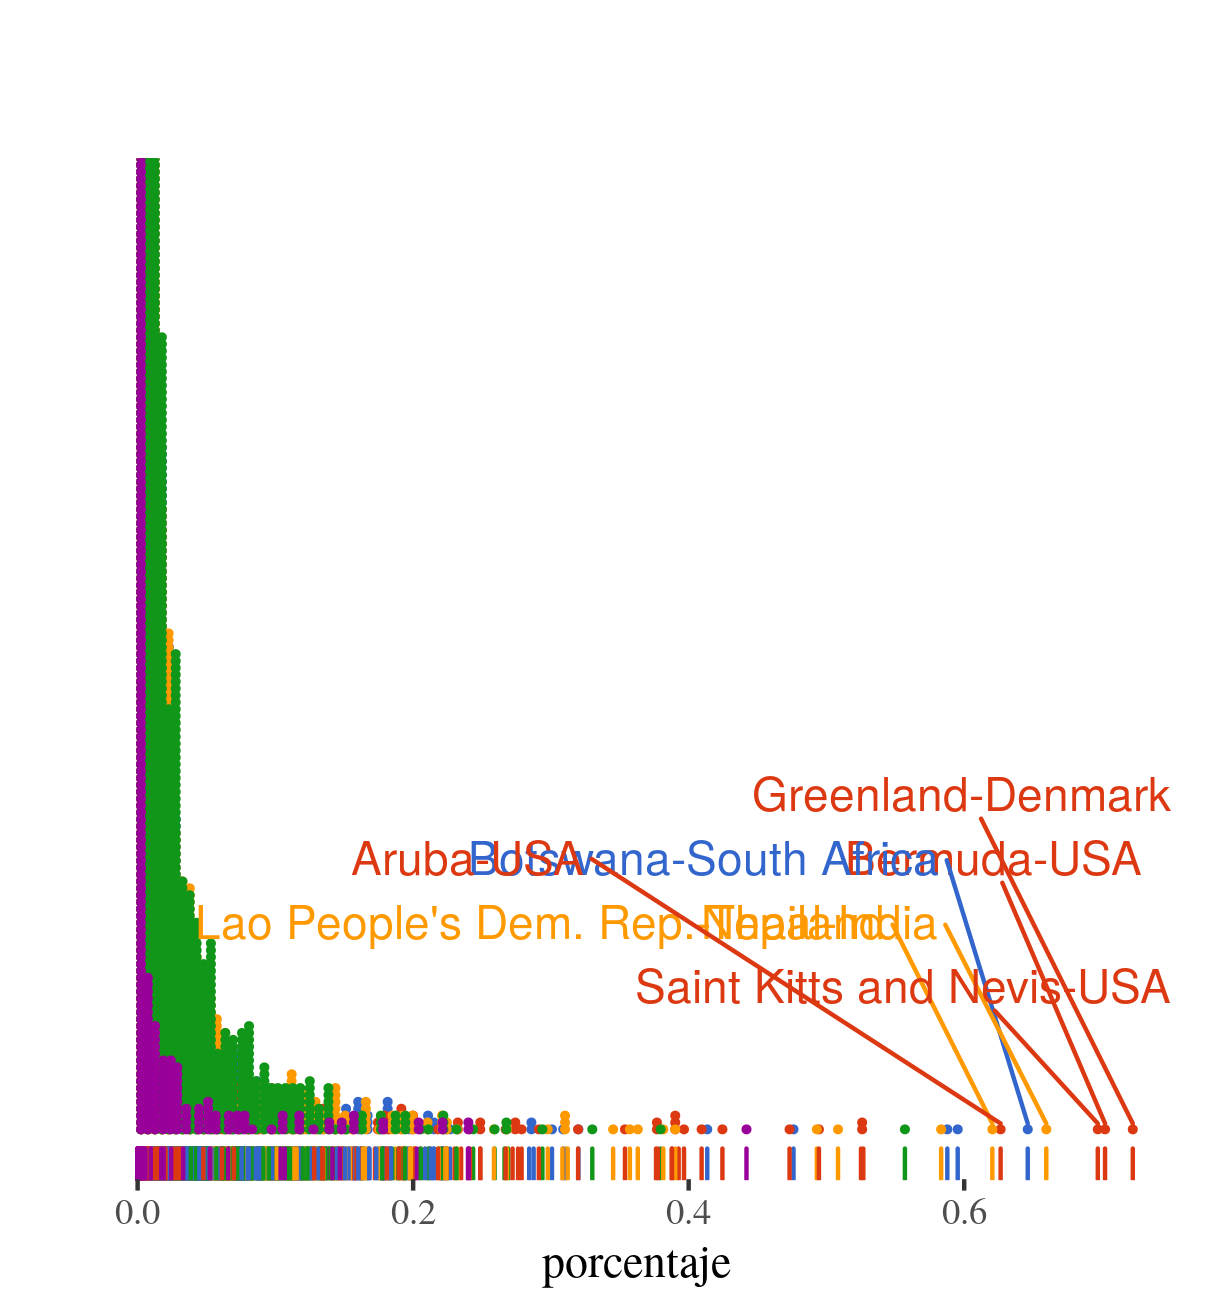 Greenland-Denmark
Aruba-USA
Botswana-South Africa
Bermuda-USA
Lao People's Dem. Rep.-Thailand
Nepal-India
Saint Kitts and Nevis-USA
0.0
0.2
0.4
0.6
porcentaje